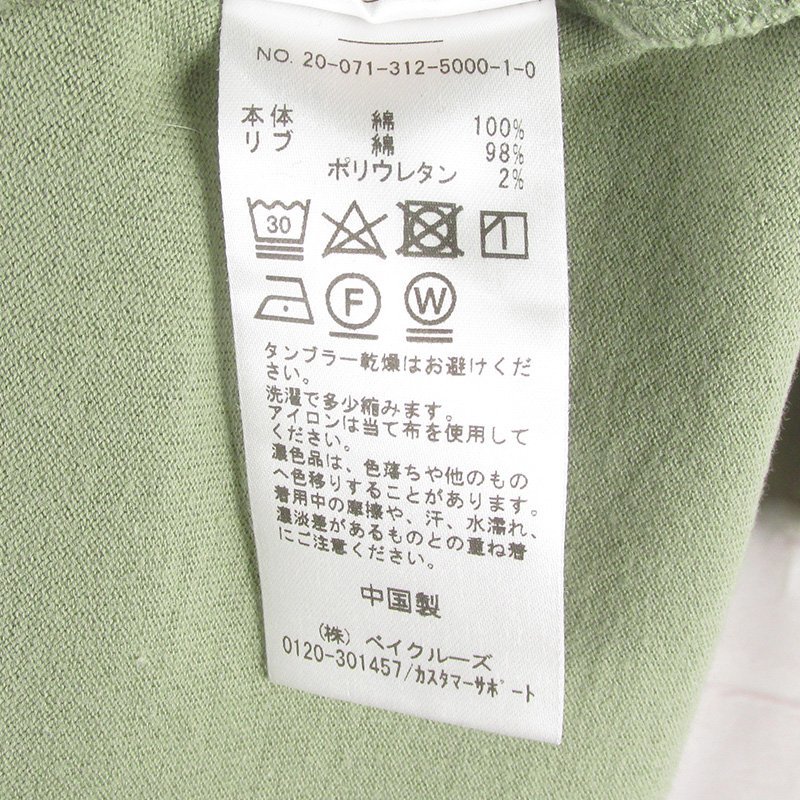 NO. 20-071-312-5000-1-0
本体 綿 100%
リブ 綿 98%
ポリウレタン 2%
30
F W
タンブラー乾燥はお避けくだ
さい。
洗濯で多少縮みます。
アイロンは当て布を使用して
ください。
濃色品は、色落ちや他のもの
へ色移りすることがあります。
着用中の摩擦や、汗、水濡れ、
濃淡差があるものとの重ね着
にご注意ください。
中国製
(株) ベイクルーズ
0120-301457/カスタマーサポート